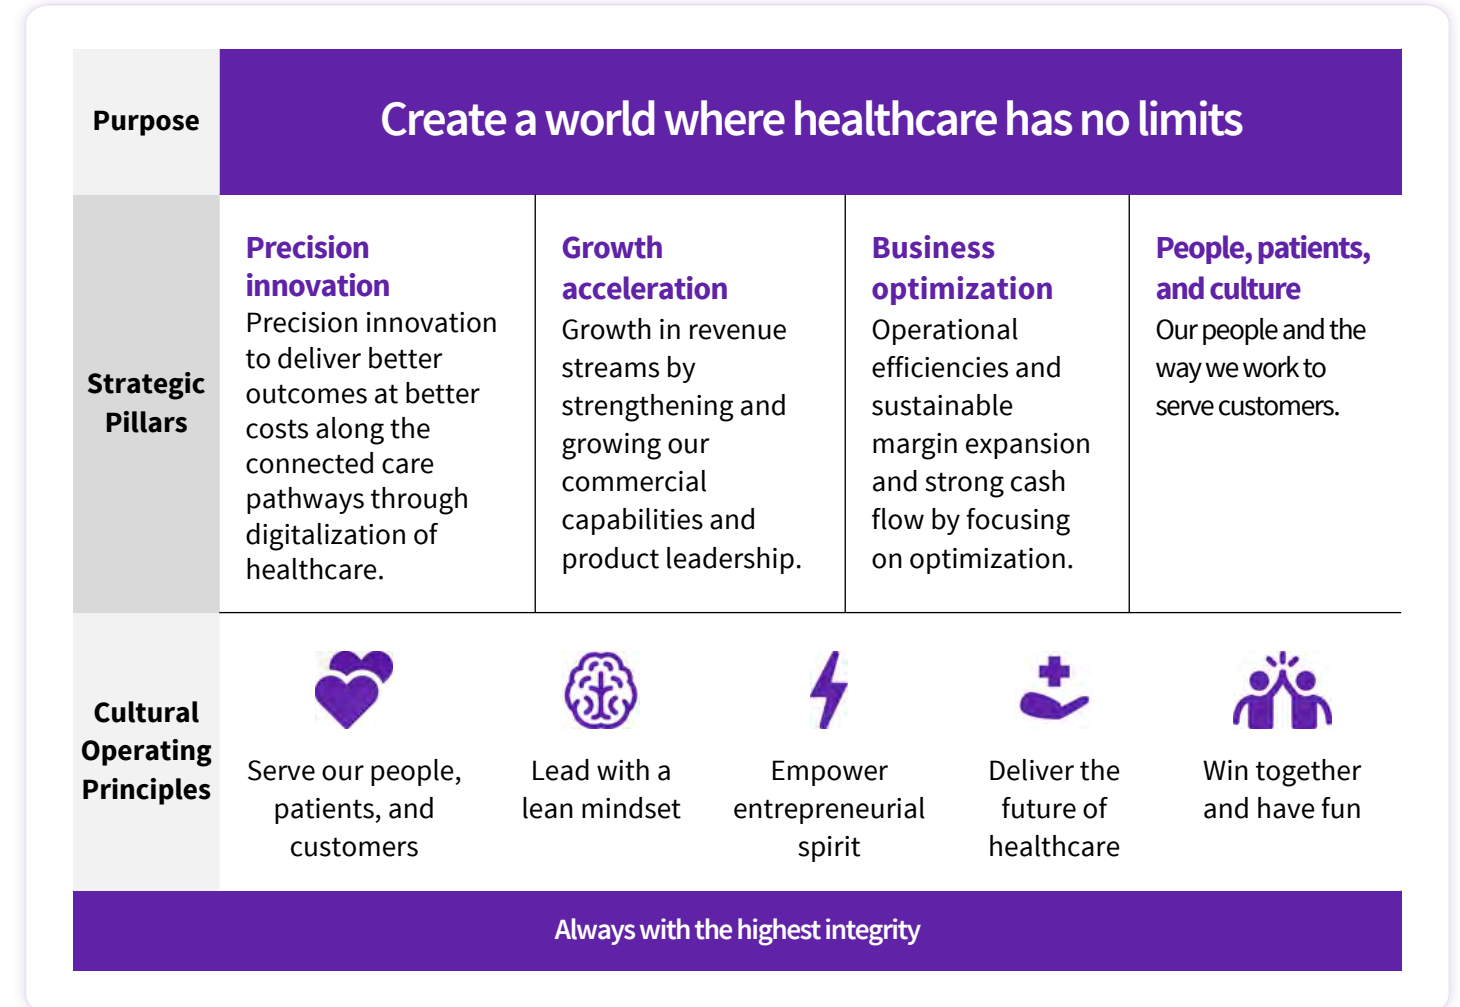 Purpose
Create a world where healthcare has no limits
Strategic
Pillars
Precision
innovation
Precision innovation
to deliver better
outcomes at better
costs along the
connected care
pathways through
digitalization of
healthcare.
Growth
acceleration
Growth in revenue
streams by
strengthening and
growing our
commercial
capabilities and
product leadership.
Business
optimization
Operational
efficiencies and
sustainable
margin expansion
and strong cash
flow by focusing
on optimization.
People, patients,
and culture
Our people and the
way we work to
serve customers.
Cultural
Operating
Principles
Serve our people,
patients, and
customers
Lead with a
lean mindset
Empower
entrepreneurial
spirit
Deliver the
future of
healthcare
Win together
and have fun
Always with the highest integrity